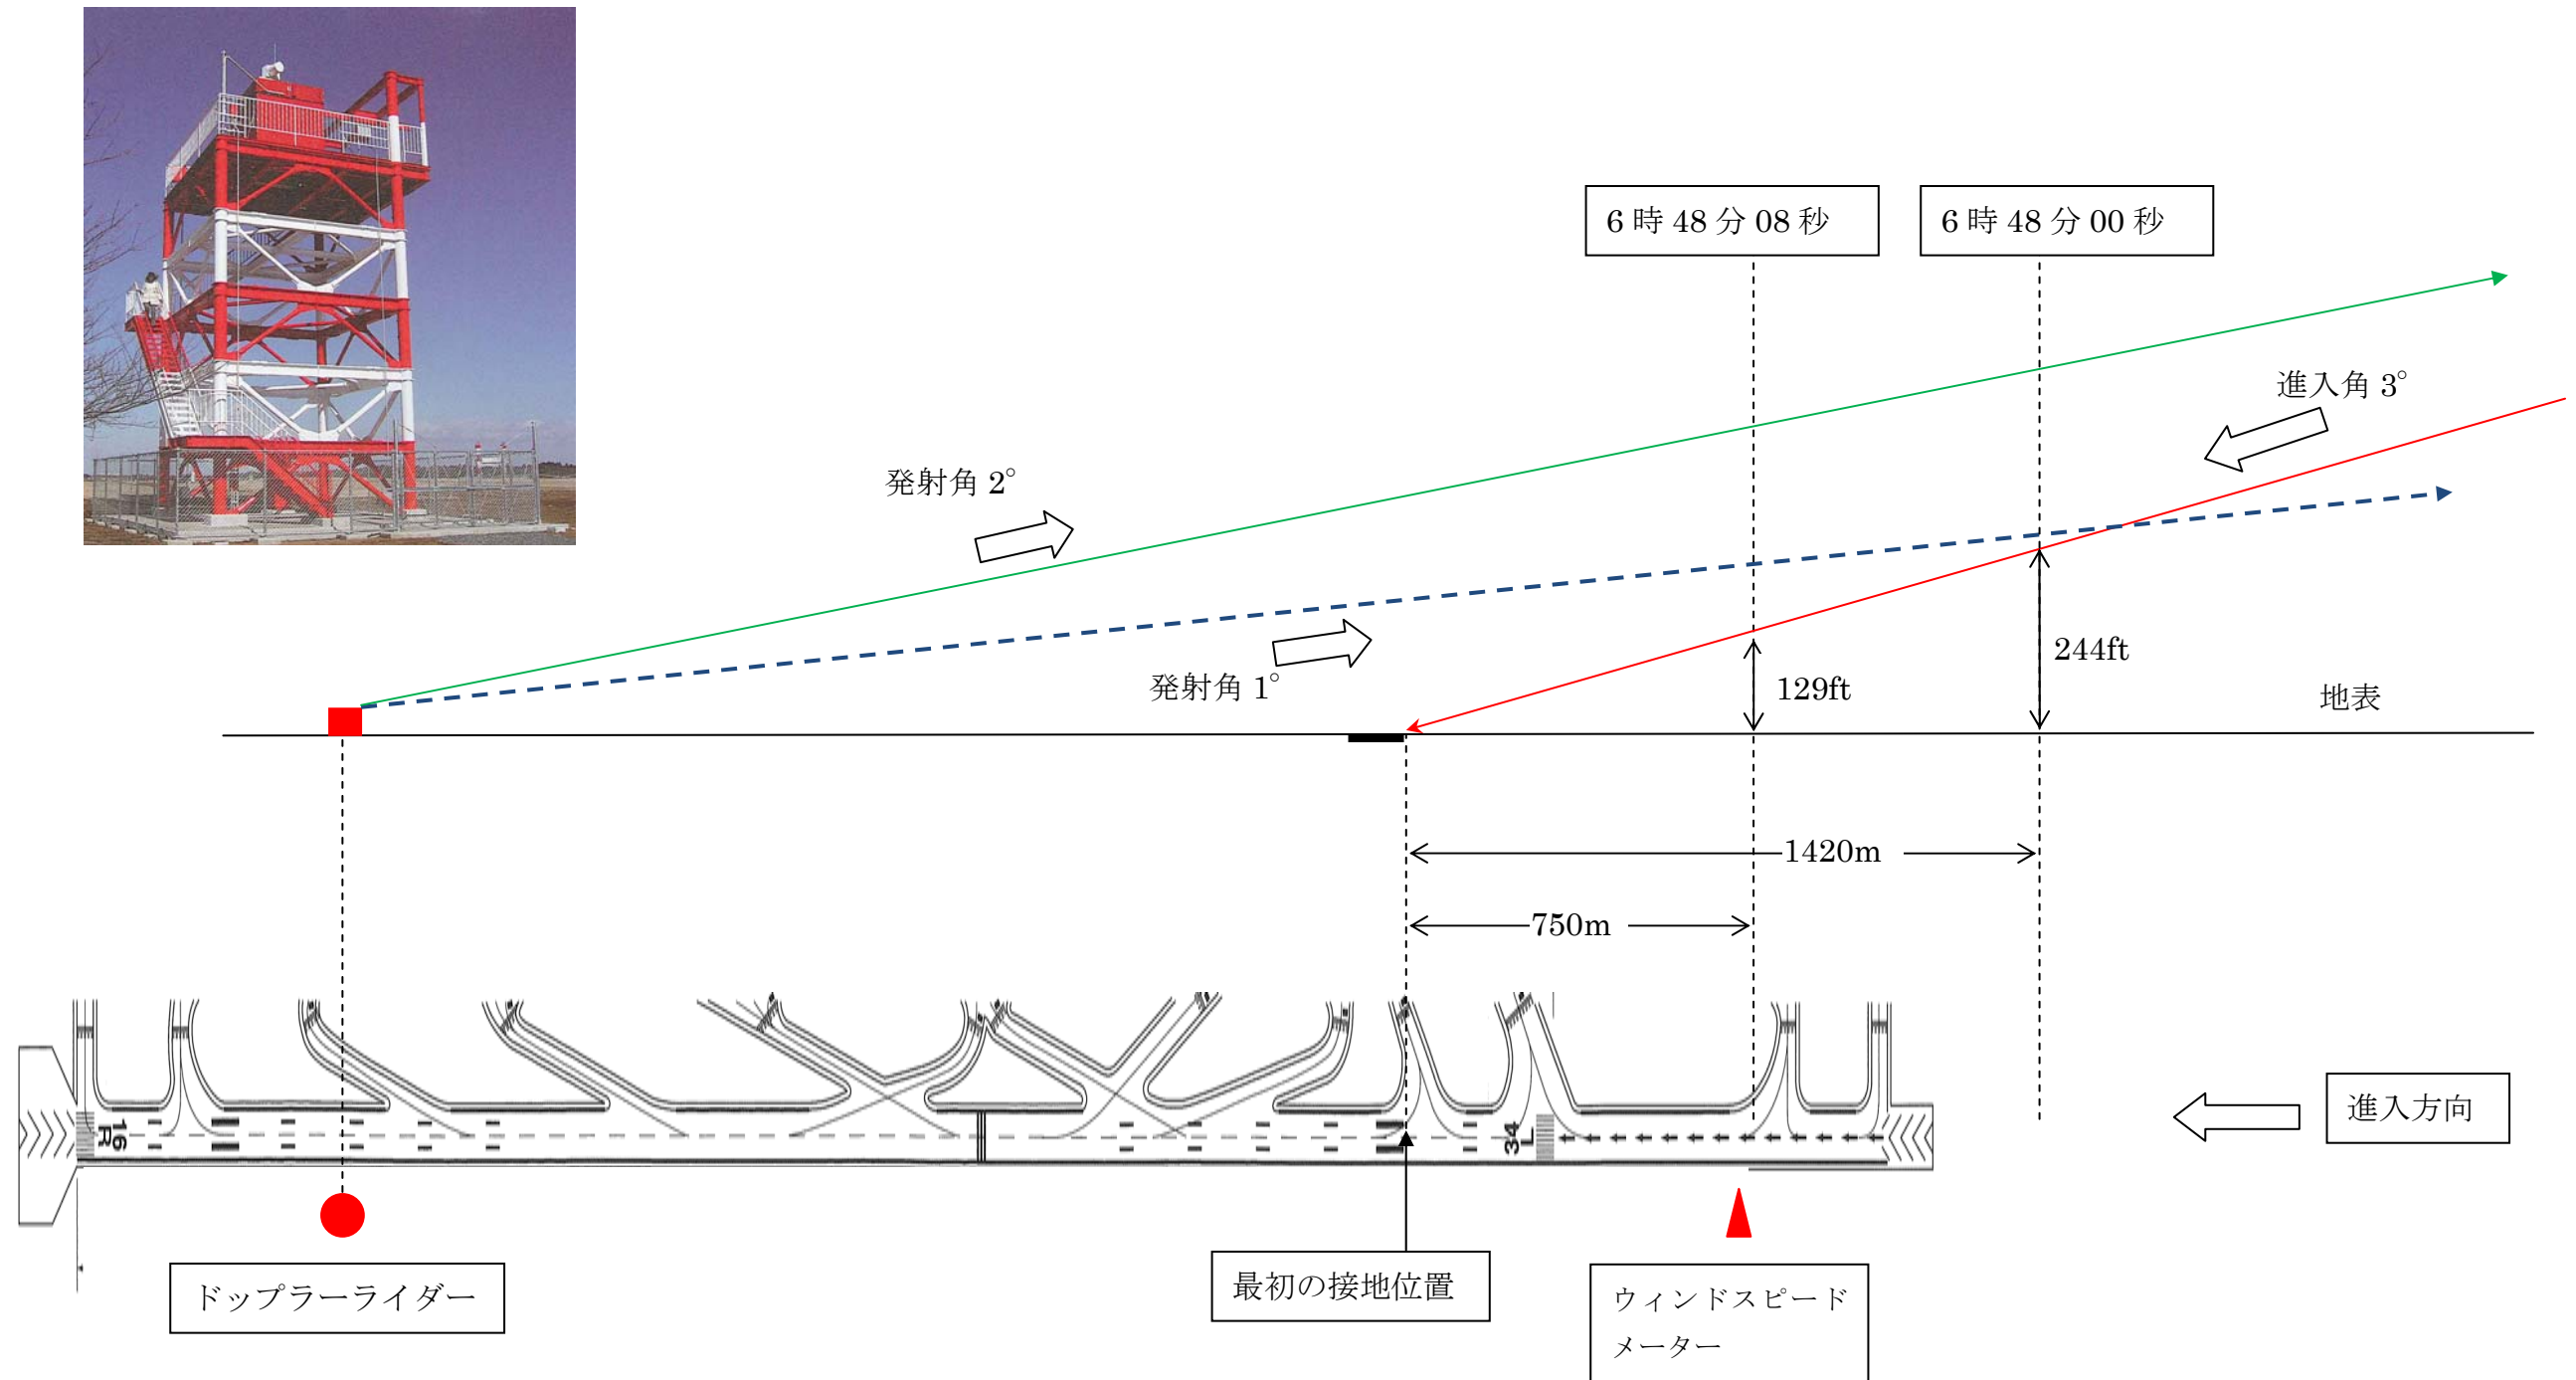 6 時 48 分 08 秒
6 時 48 分 00 秒
進入角 3°
発射角 2°
発射角 1°
244ft
129ft
地表
1420m
750m
16
R
34
L
進入方向
ドップラーライダー
最初の接地位置
ウィンドスピード
メーター